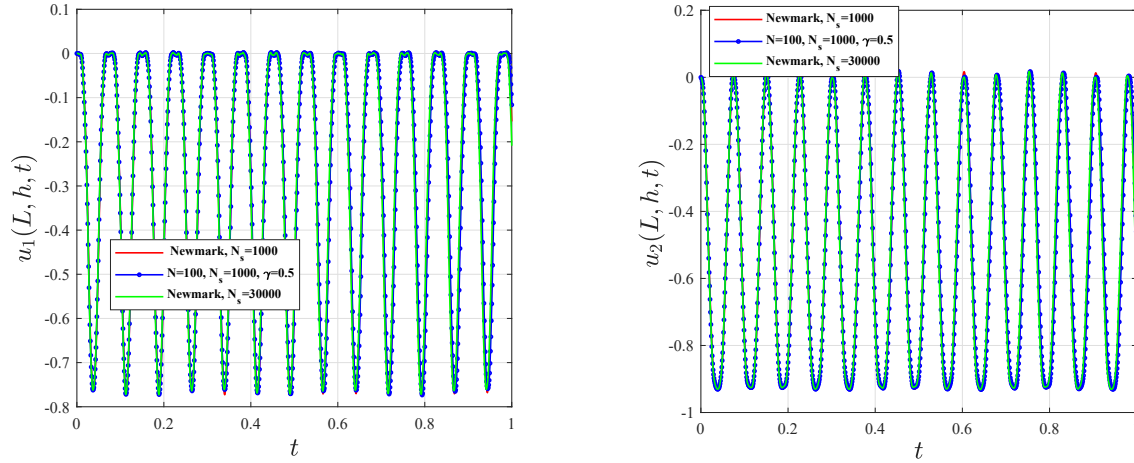 0.1
0
-0.1
-0.2
-0.3
-0.4
-0.5
-0.6
-0.7
-0.8
u₁(L, h, t)
Newmark, Nₛ=1000
N=100, Nₛ=1000, γ=0.5
Newmark, Nₛ=30000
0 0.2 0.4 0.6 0.8 1
t
0.2
0
-0.2
-0.4
-0.6
-0.8
-1
u₂(L, h, t)
Newmark, Nₛ=1000
N=100, Nₛ=1000, γ=0.5
Newmark, Nₛ=30000
0 0.2 0.4 0.6 0.8
t